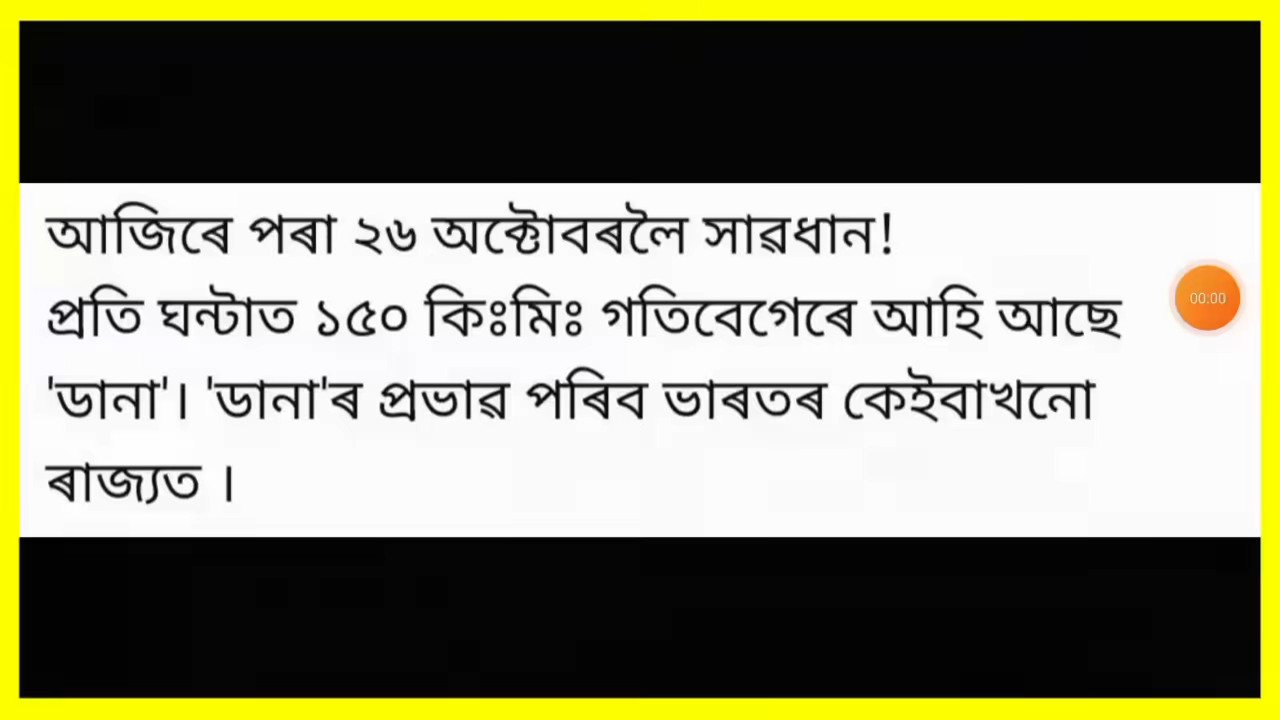 আজিৰে পৰা ২৬ অক্টোবৰলৈ সাৱধান!
প্ৰতি ঘন্টাত ১৫০ কিঃমিঃ গতিবেগেৰে আহি আছে
'ডানা'। 'ডানা'ৰ প্ৰভাৱ পৰিব ভাৰতৰ কেইবাখনো
ৰাজ্যত ।
00:00